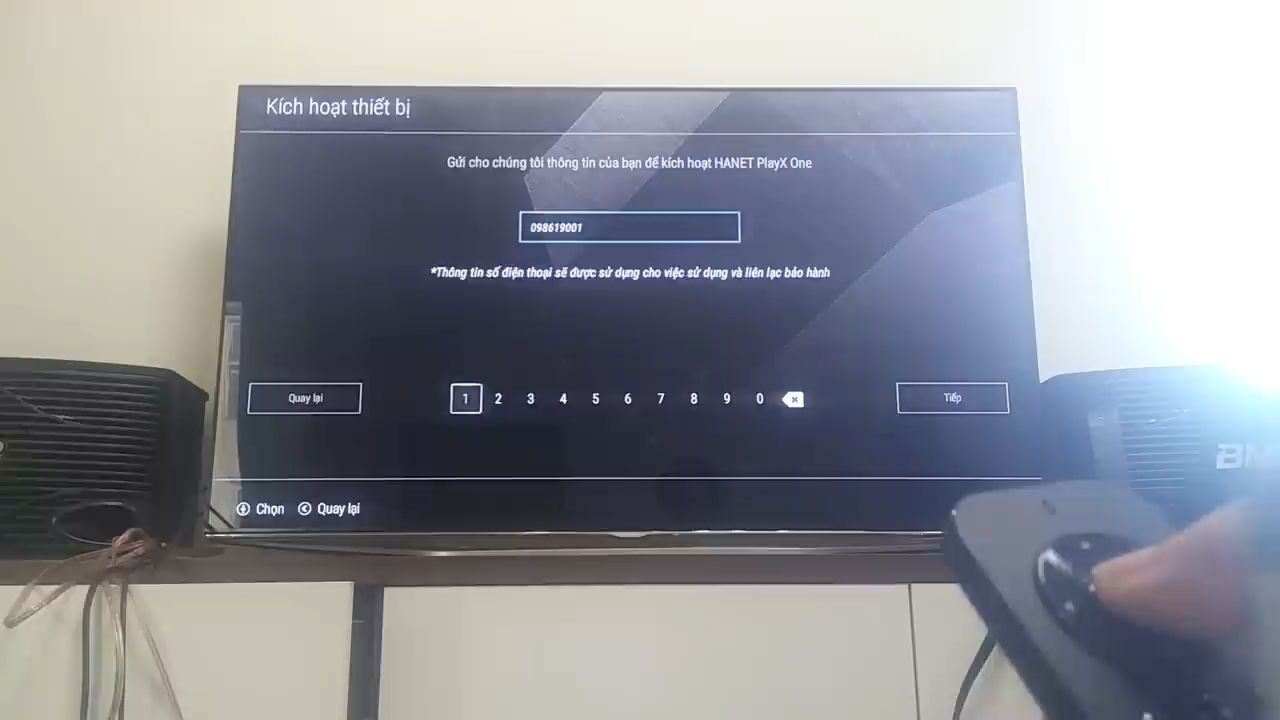 Kích hoạt thiết bị
Gửi cho chúng tôi thông tin của bạn để kích hoạt HANET PlayX One
098619001
*Thông tin số điện thoại sẽ được sử dụng cho việc sử dụng và liên lạc bảo hành
Quay lại 1 2 3 4 5 6 7 8 9 0 Tiếp
Chọn Quay lại